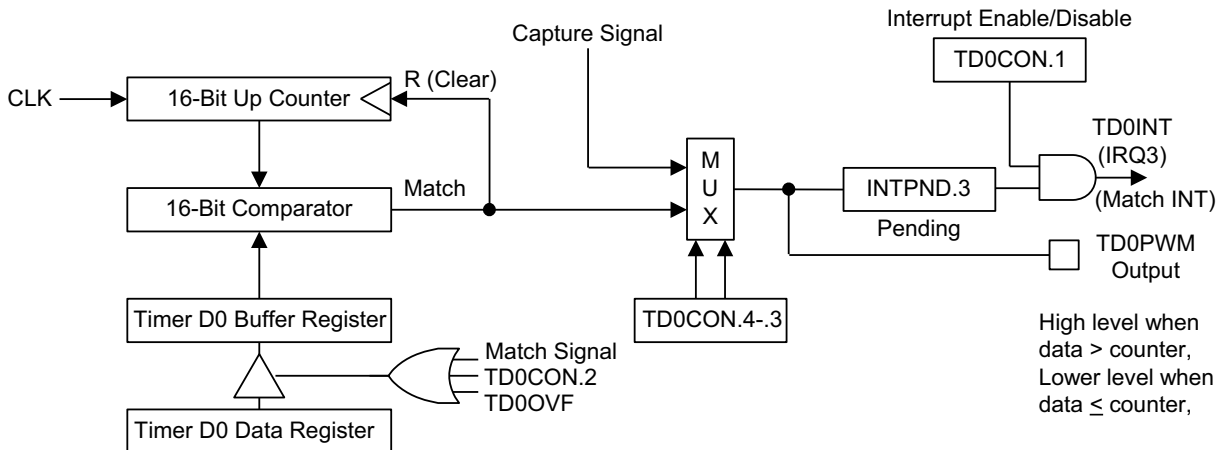 Interrupt Enable/Disable
Capture Signal
TD0CON.1
R (Clear)
CLK
16-Bit Up Counter
TD0INT
(IRQ3)
M
U
X
Match
16-Bit Comparator
INTPND.3
(Match INT)
Pending
TD0PWM
Output
Timer D0 Buffer Register
TD0CON.4-.3
High level when
data > counter,
Lower level when
data ≤ counter,
Match Signal
TD0CON.2
TD0OVF
Timer D0 Data Register